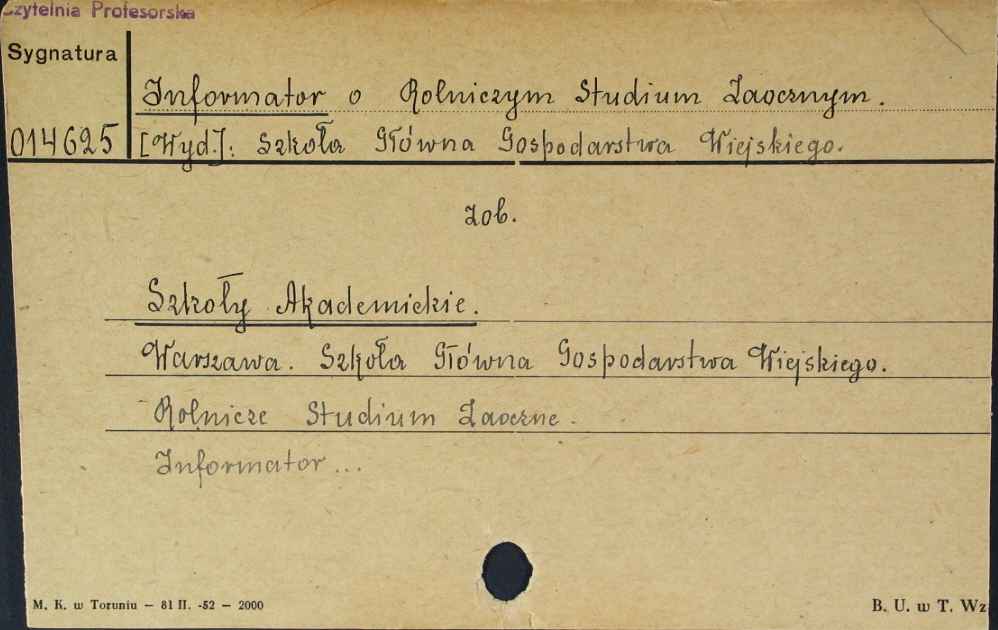 Czytelnia Profesorska
Sygnatura
Informator o Rolniczym Studium Zaocznym.
014625 [Wyd.]: Szkoła Główna Gospodarstwa Wiejskiego.
zob.
Szkoły Akademickie.
Warszawa. Szkoła Główna Gospodarstwa Wiejskiego.
Rolnicze Studium Zaoczne.
Informator...
M. K. w Toruniu — 81 II. -52 — 2000
B. U. w T. Wz